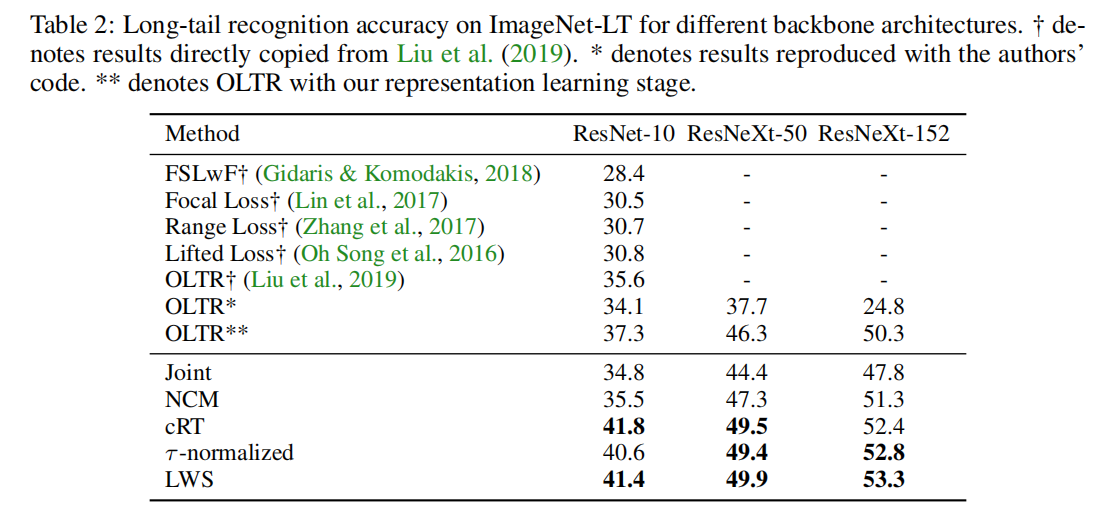 Table 2: Long-tail recognition accuracy on ImageNet-LT for different backbone architectures. † de-
notes results directly copied from Liu et al. (2019). * denotes results reproduced with the authors'
code. ** denotes OLTR with our representation learning stage.
Method ResNet-10 ResNeXt-50 ResNeXt-152
FSLwF† (Gidaris & Komodakis, 2018) 28.4 - -
Focal Loss† (Lin et al., 2017) 30.5 - -
Range Loss† (Zhang et al., 2017) 30.7 - -
Lifted Loss† (Oh Song et al., 2016) 30.8 - -
OLTR† (Liu et al., 2019) 35.6 - -
OLTR* 34.1 37.7 24.8
OLTR** 37.3 46.3 50.3
Joint 34.8 44.4 47.8
NCM 35.5 47.3 51.3
cRT 41.8 49.5 52.4
τ-normalized 40.6 49.4 52.8
LWS 41.4 49.9 53.3